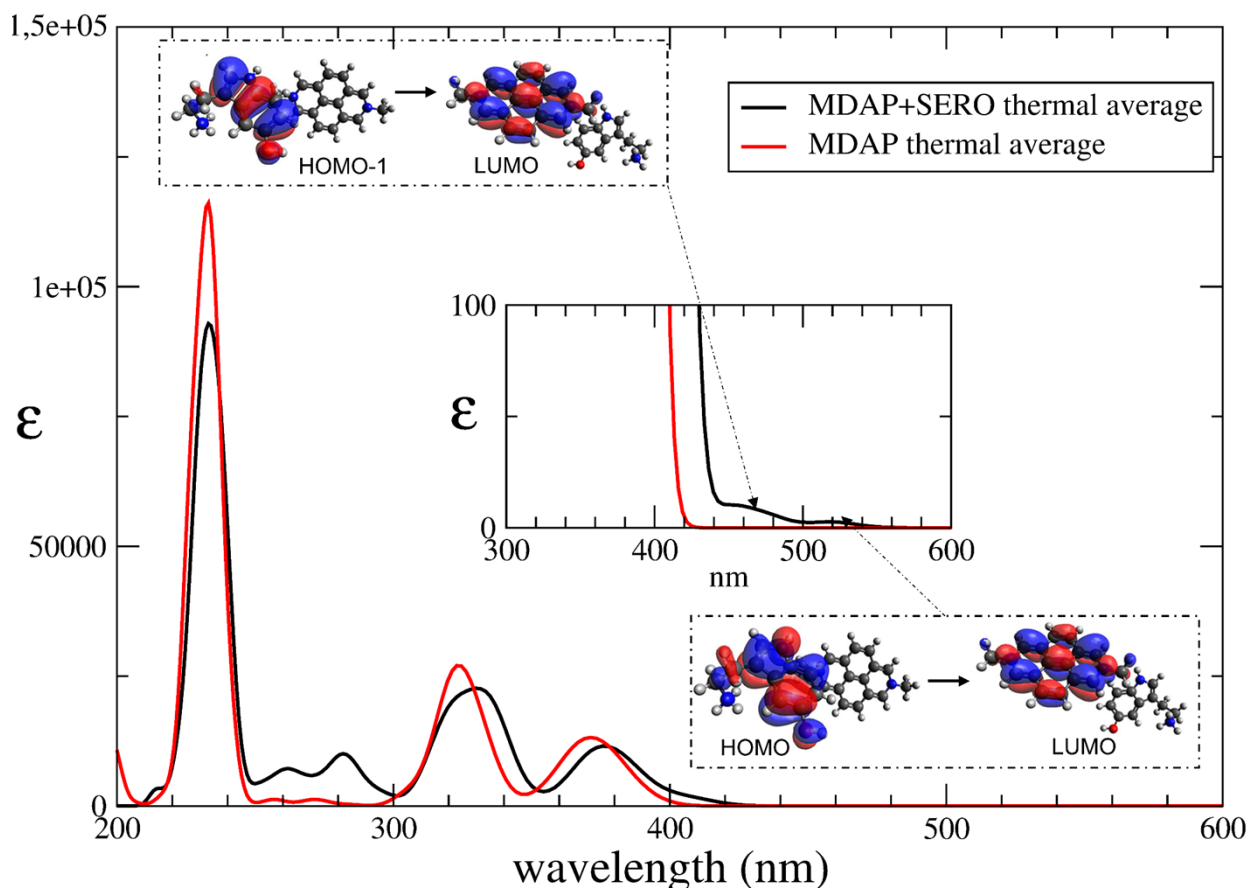 1,5e+05
HOMO-1
LUMO
MDAP+SERO thermal average
MDAP thermal average
1e+05
100
ε
0
300
400
500
600
nm
ε
50000
HOMO
LUMO
0
200
300
400
500
600
wavelength (nm)